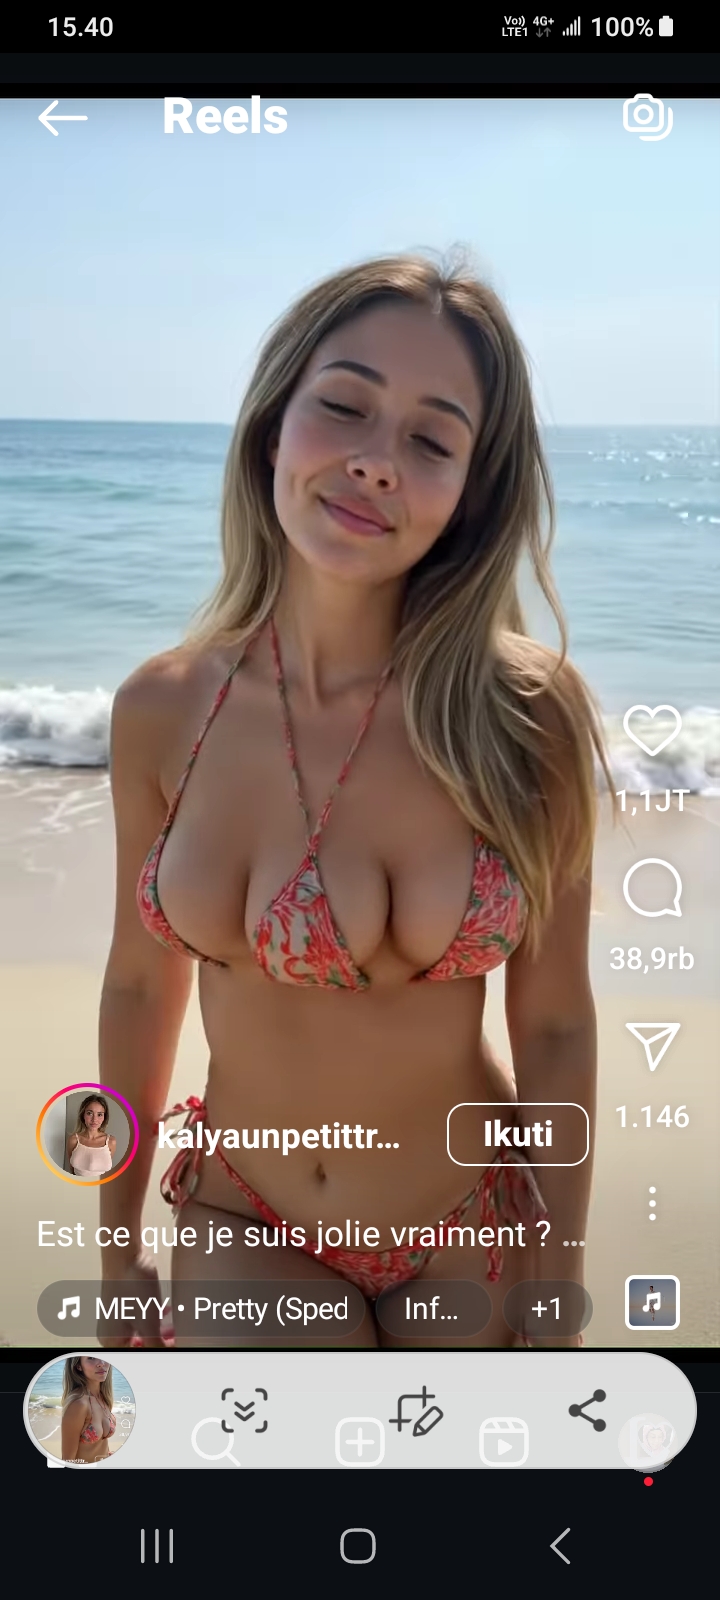 15.40
Vo)) 4G+
LTE1
100%
Reels
1,1JT
38,9rb
1.146
kalyaunpetittr...
Ikuti
Est ce que je suis jolie vraiment ? ...
MEYY • Pretty (Sped
Inf...
+1